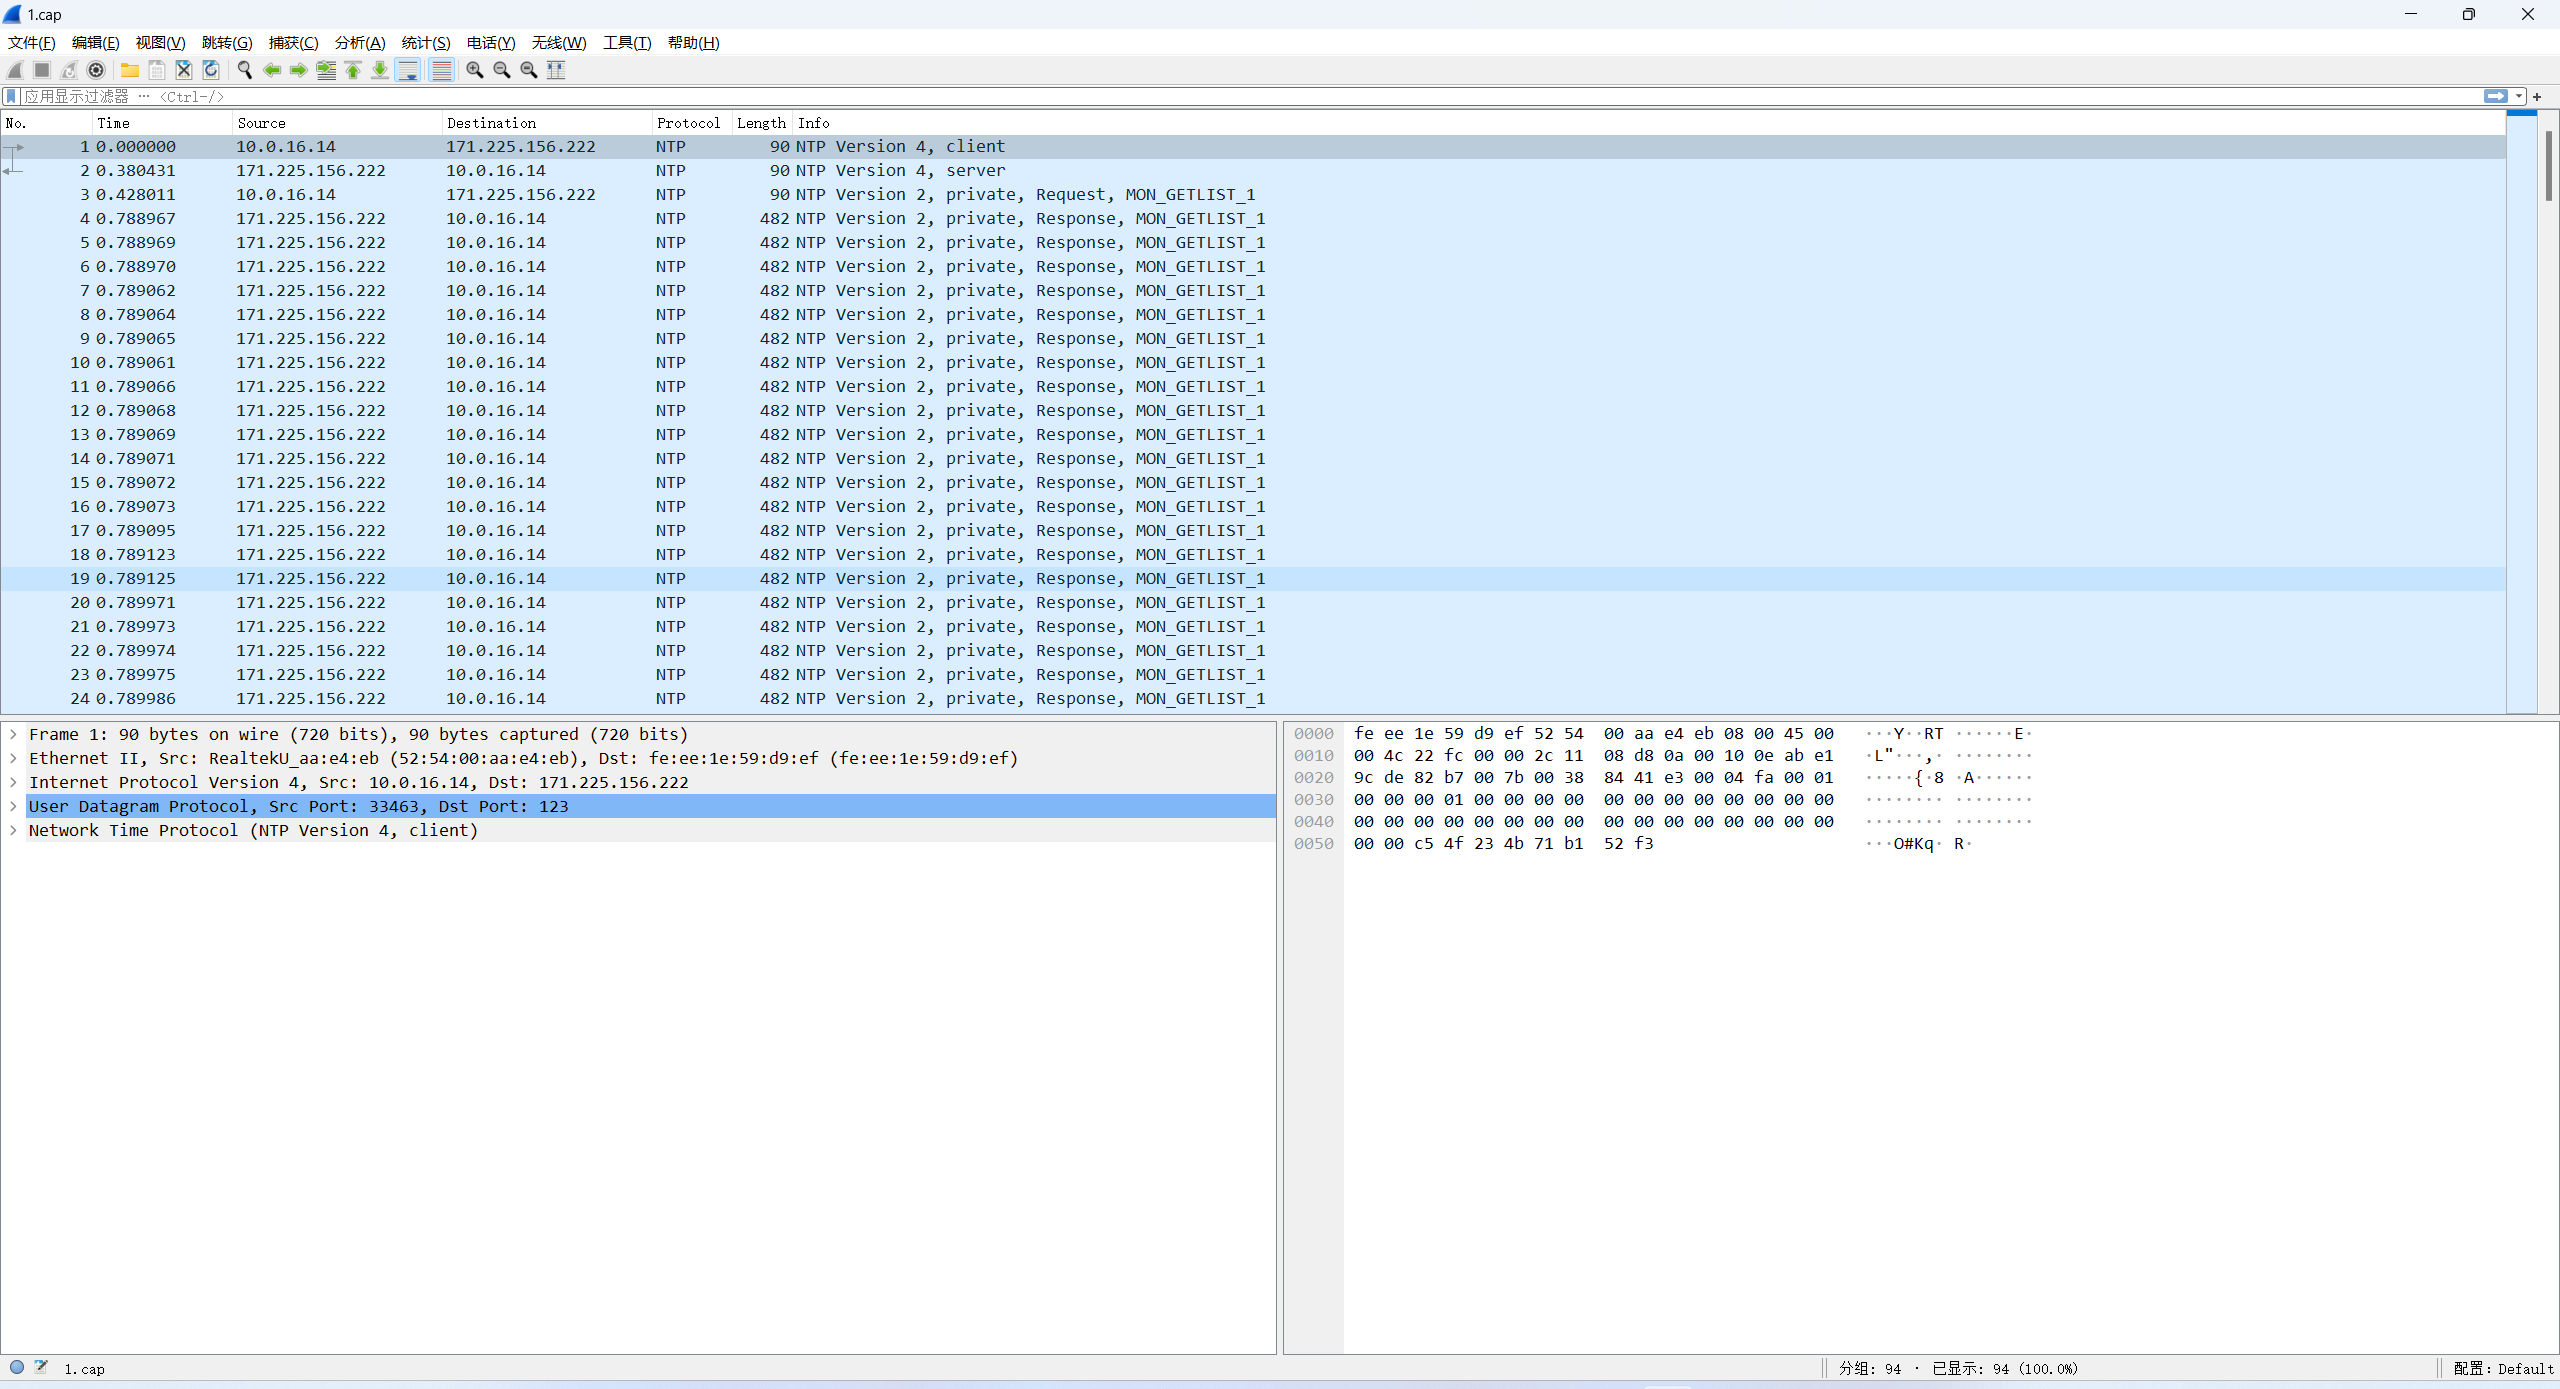 1.cap
文件(F) 编辑(E) 视图(V) 跳转(G) 捕获(C) 分析(A) 统计(S) 电话(Y) 无线(W) 工具(T) 帮助(H)
应用显示过滤器 … <Ctrl-/>
No. Time Source Destination Protocol Length Info
1 0.000000 10.0.16.14 171.225.156.222 NTP 90 NTP Version 4, client
2 0.380431 171.225.156.222 10.0.16.14 NTP 90 NTP Version 4, server
3 0.428011 10.0.16.14 171.225.156.222 NTP 90 NTP Version 2, private, Request, MON_GETLIST_1
4 0.788967 171.225.156.222 10.0.16.14 NTP 482 NTP Version 2, private, Response, MON_GETLIST_1
5 0.788969 171.225.156.222 10.0.16.14 NTP 482 NTP Version 2, private, Response, MON_GETLIST_1
6 0.788970 171.225.156.222 10.0.16.14 NTP 482 NTP Version 2, private, Response, MON_GETLIST_1
7 0.789062 171.225.156.222 10.0.16.14 NTP 482 NTP Version 2, private, Response, MON_GETLIST_1
8 0.789064 171.225.156.222 10.0.16.14 NTP 482 NTP Version 2, private, Response, MON_GETLIST_1
9 0.789065 171.225.156.222 10.0.16.14 NTP 482 NTP Version 2, private, Response, MON_GETLIST_1
10 0.789061 171.225.156.222 10.0.16.14 NTP 482 NTP Version 2, private, Response, MON_GETLIST_1
11 0.789066 171.225.156.222 10.0.16.14 NTP 482 NTP Version 2, private, Response, MON_GETLIST_1
12 0.789068 171.225.156.222 10.0.16.14 NTP 482 NTP Version 2, private, Response, MON_GETLIST_1
13 0.789069 171.225.156.222 10.0.16.14 NTP 482 NTP Version 2, private, Response, MON_GETLIST_1
14 0.789071 171.225.156.222 10.0.16.14 NTP 482 NTP Version 2, private, Response, MON_GETLIST_1
15 0.789072 171.225.156.222 10.0.16.14 NTP 482 NTP Version 2, private, Response, MON_GETLIST_1
16 0.789073 171.225.156.222 10.0.16.14 NTP 482 NTP Version 2, private, Response, MON_GETLIST_1
17 0.789095 171.225.156.222 10.0.16.14 NTP 482 NTP Version 2, private, Response, MON_GETLIST_1
18 0.789123 171.225.156.222 10.0.16.14 NTP 482 NTP Version 2, private, Response, MON_GETLIST_1
19 0.789125 171.225.156.222 10.0.16.14 NTP 482 NTP Version 2, private, Response, MON_GETLIST_1
20 0.789971 171.225.156.222 10.0.16.14 NTP 482 NTP Version 2, private, Response, MON_GETLIST_1
21 0.789973 171.225.156.222 10.0.16.14 NTP 482 NTP Version 2, private, Response, MON_GETLIST_1
22 0.789974 171.225.156.222 10.0.16.14 NTP 482 NTP Version 2, private, Response, MON_GETLIST_1
23 0.789975 171.225.156.222 10.0.16.14 NTP 482 NTP Version 2, private, Response, MON_GETLIST_1
24 0.789986 171.225.156.222 10.0.16.14 NTP 482 NTP Version 2, private, Response, MON_GETLIST_1
Frame 1: 90 bytes on wire (720 bits), 90 bytes captured (720 bits)
Ethernet II, Src: RealtekU_aa:e4:eb (52:54:00:aa:e4:eb), Dst: fe:ee:1e:59:d9:ef (fe:ee:1e:59:d9:ef)
Internet Protocol Version 4, Src: 10.0.16.14, Dst: 171.225.156.222
User Datagram Protocol, Src Port: 33463, Dst Port: 123
Network Time Protocol (NTP Version 4, client)
0000 fe ee 1e 59 d9 ef 52 54 00 aa e4 eb 08 00 45 00 ···Y··RT ······E·
0010 00 4c 22 fc 00 00 2c 11 08 d8 0a 00 10 0e ab e1 ·L"···,· ········
0020 9c de 82 b7 00 7b 00 38 84 41 e3 00 04 fa 00 01 ·····{·8 ·A······
0030 00 00 00 01 00 00 00 00 00 00 00 00 00 00 00 00 ········ ········
0040 00 00 00 00 00 00 00 00 00 00 00 00 00 00 00 00 ········ ········
0050 00 00 c5 4f 23 4b 71 b1 52 f3 ···O#Kq· R·
1.cap 分组: 94 · 已显示: 94 (100.0%) 配置: Default